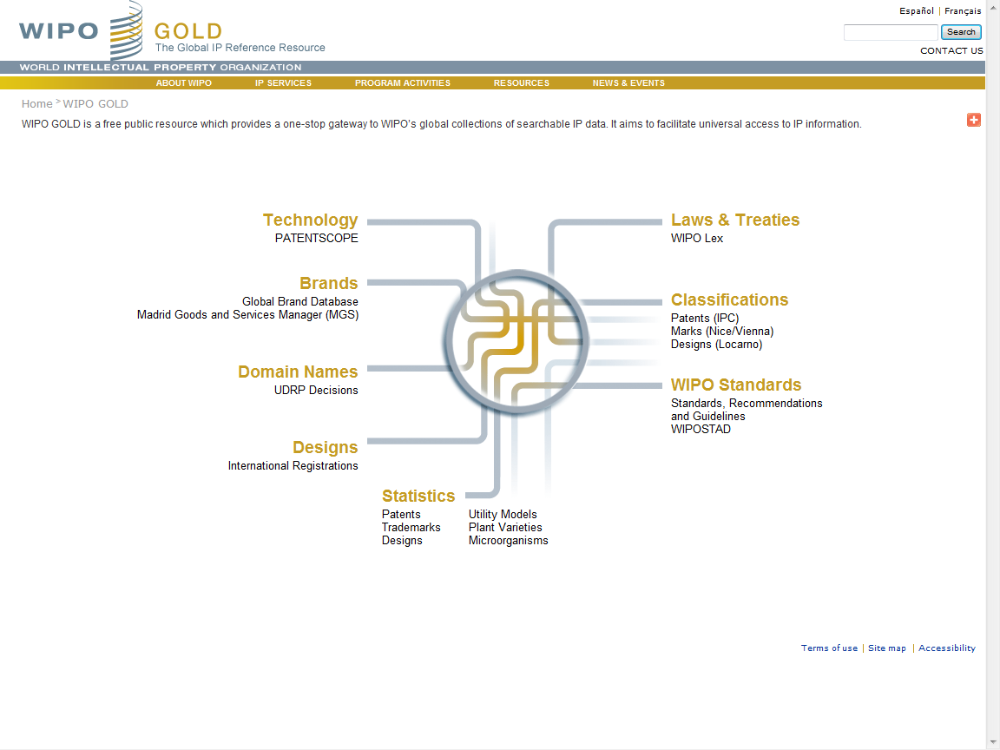 Español | Français
WIPO GOLD
The Global IP Reference Resource
Search
CONTACT US
WORLD INTELLECTUAL PROPERTY ORGANIZATION
ABOUT WIPO IP SERVICES PROGRAM ACTIVITIES RESOURCES NEWS & EVENTS
Home > WIPO GOLD
WIPO GOLD is a free public resource which provides a one-stop gateway to WIPO's global collections of searchable IP data. It aims to facilitate universal access to IP information.
Technology
PATENTSCOPE
Brands
Global Brand Database
Madrid Goods and Services Manager (MGS)
Domain Names
UDRP Decisions
Designs
International Registrations
Statistics
Patents
Trademarks
Designs
Utility Models
Plant Varieties
Microorganisms
Laws & Treaties
WIPO Lex
Classifications
Patents (IPC)
Marks (Nice/Vienna)
Designs (Locarno)
WIPO Standards
Standards, Recommendations
and Guidelines
WIPOSTAD
Terms of use | Site map | Accessibility